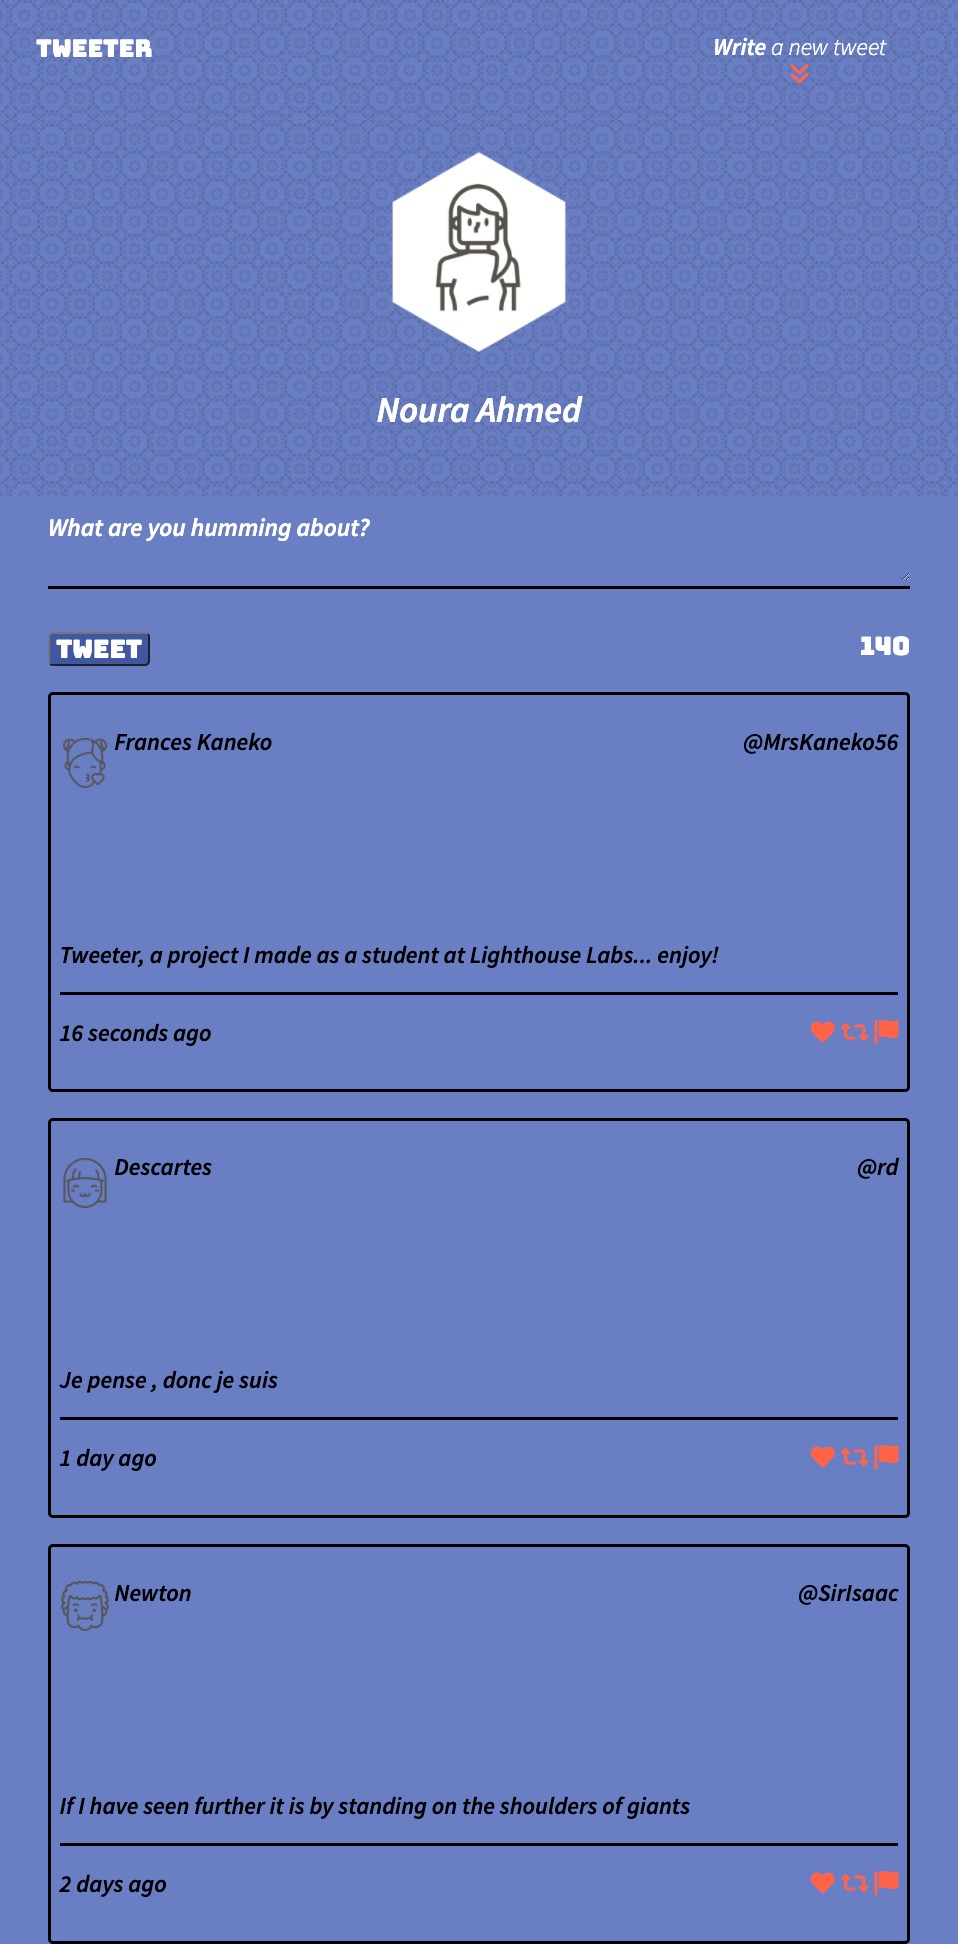 TWEETER
Write a new tweet
Noura Ahmed
What are you humming about?
TWEET
140
Frances Kaneko
@MrsKaneko56
Tweeter, a project I made as a student at Lighthouse Labs... enjoy!
16 seconds ago
Descartes
@rd
Je pense , donc je suis
1 day ago
Newton
@SirIsaac
If I have seen further it is by standing on the shoulders of giants
2 days ago